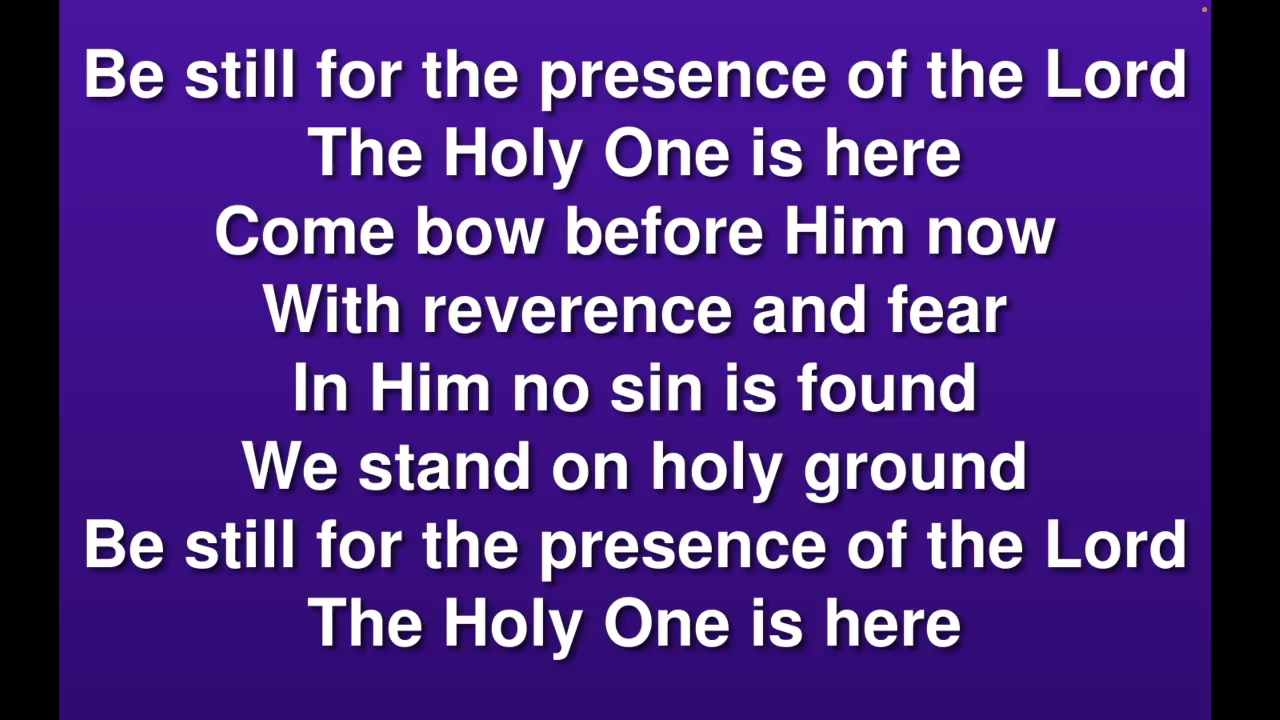 Be still for the presence of the Lord
The Holy One is here
Come bow before Him now
With reverence and fear
In Him no sin is found
We stand on holy ground
Be still for the presence of the Lord
The Holy One is here